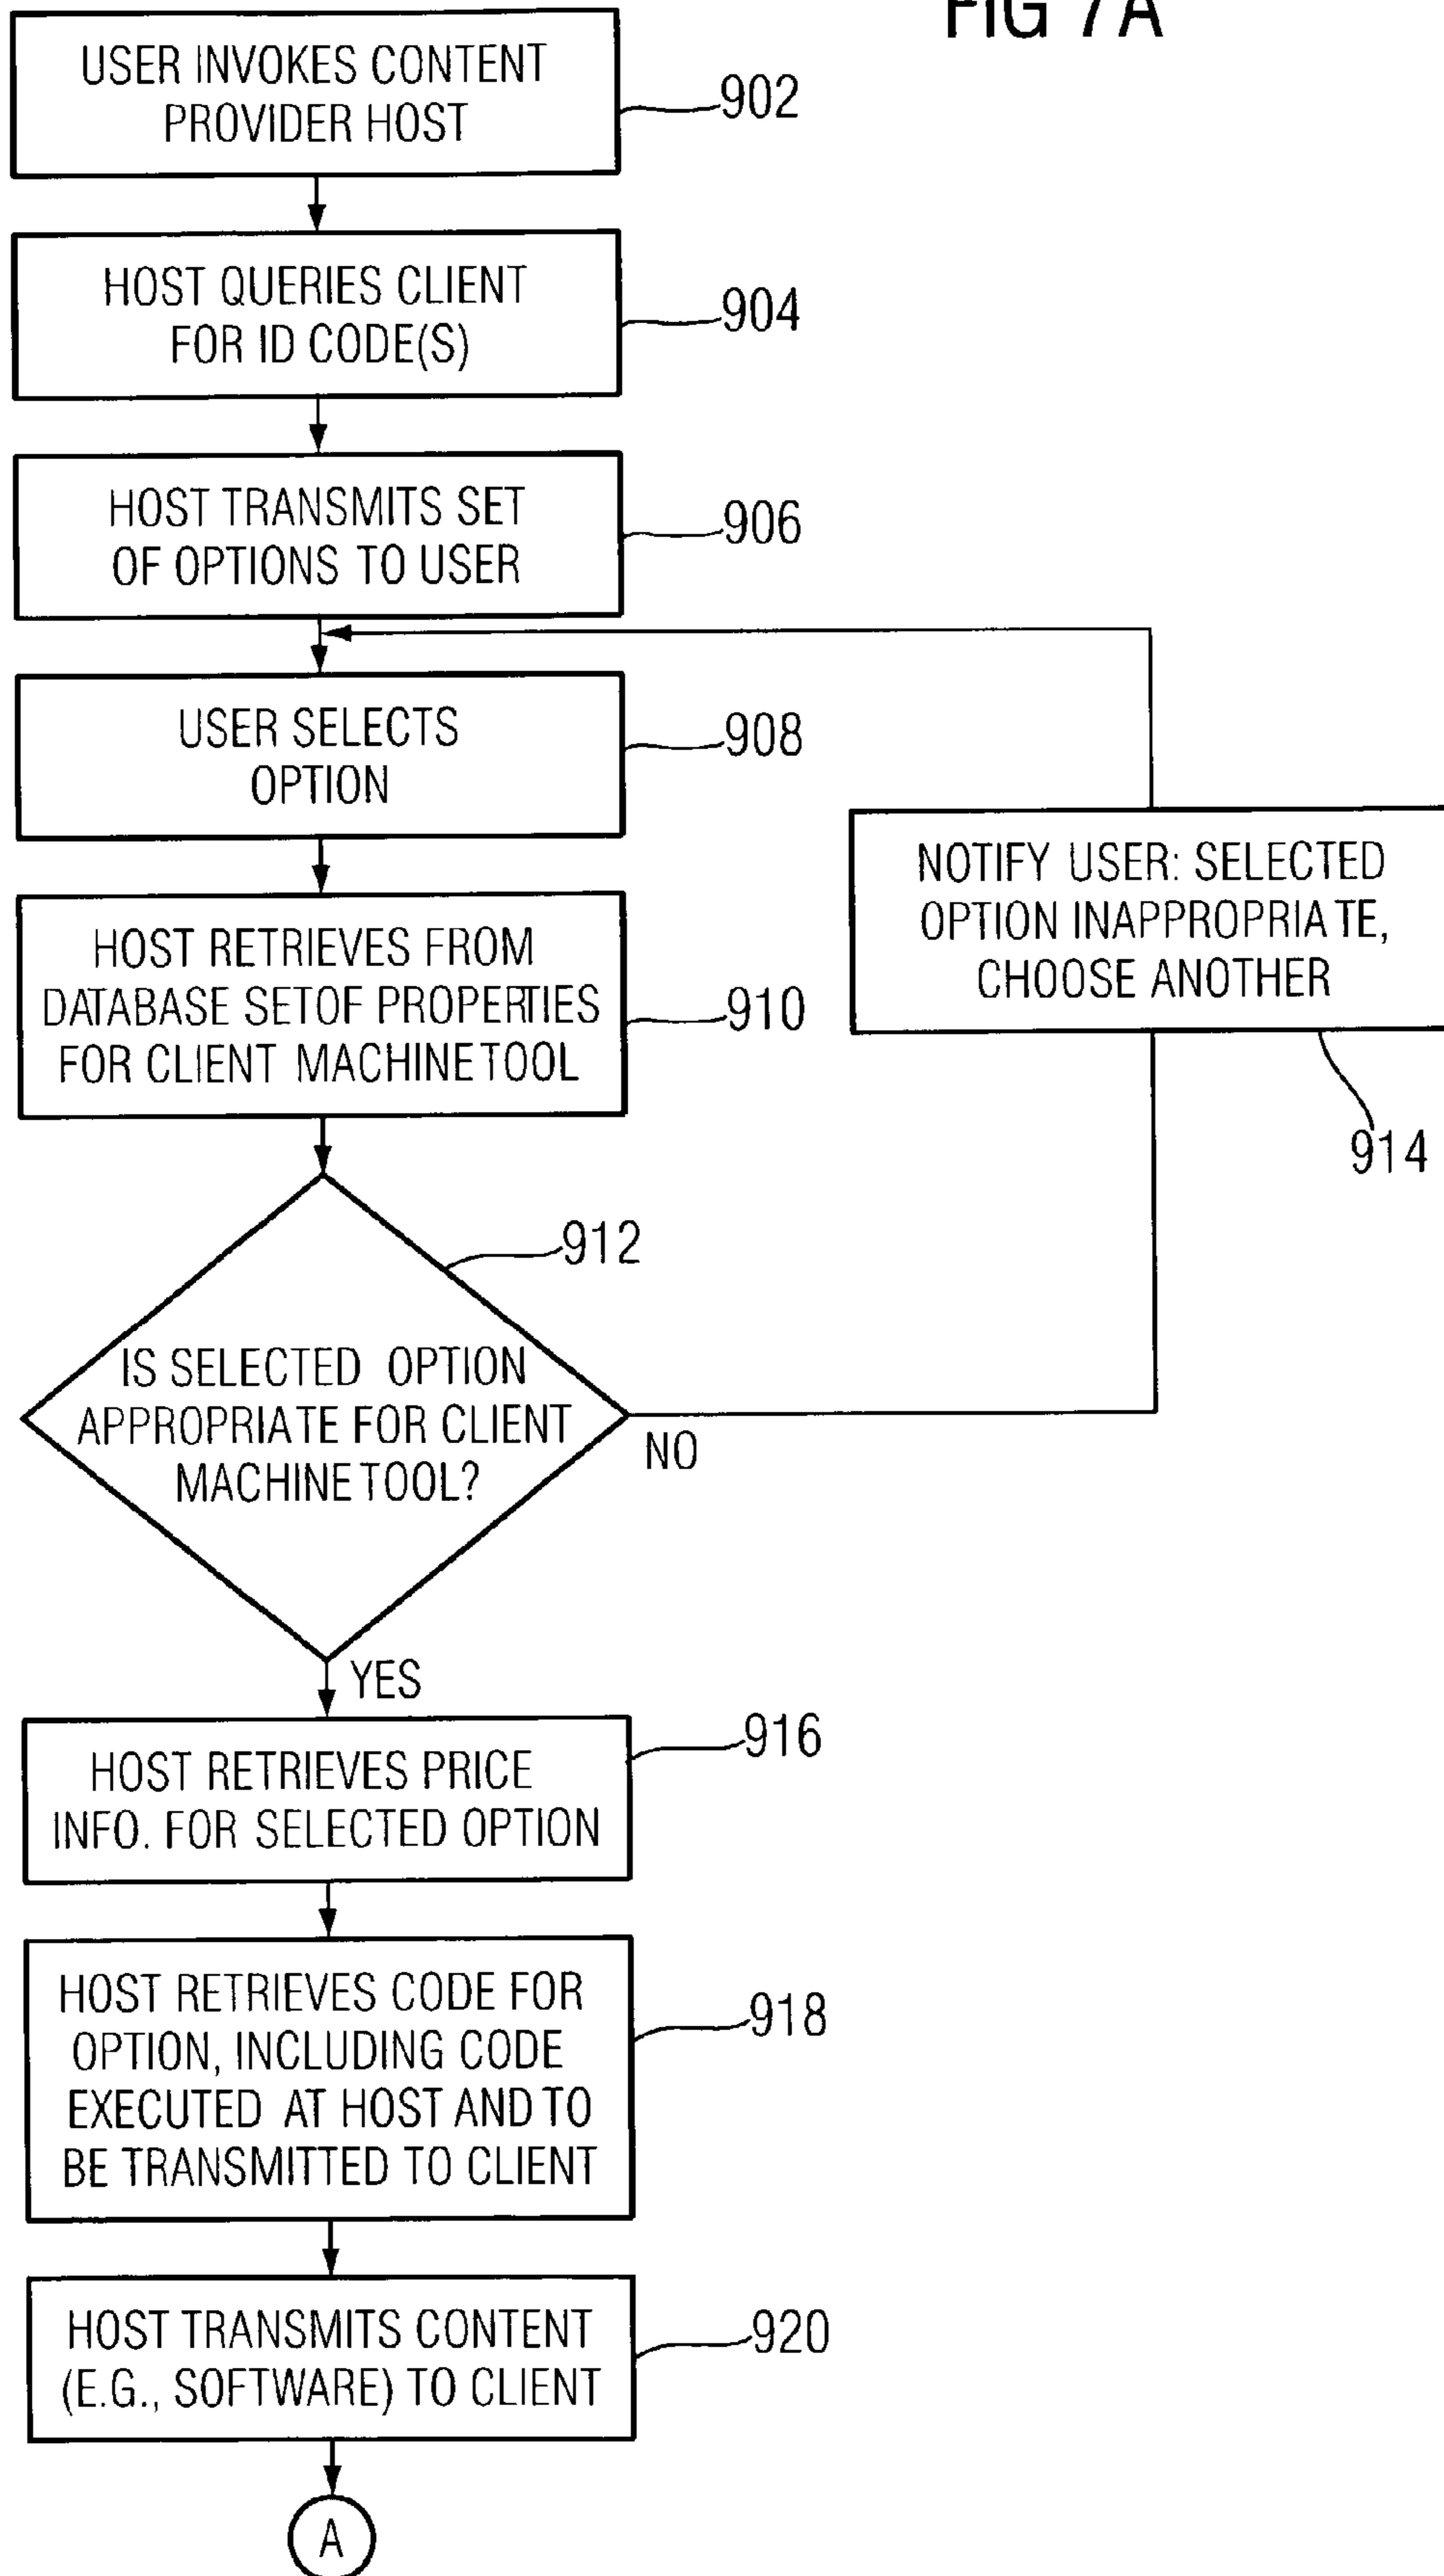 FIG 7A
USER INVOKES CONTENT
PROVIDER HOST
902
HOST QUERIES CLIENT
FOR ID CODE(S)
904
HOST TRANSMITS SET
OF OPTIONS TO USER
906
USER SELECTS
OPTION
908
NOTIFY USER: SELECTED
OPTION INAPPROPRIATE,
CHOOSE ANOTHER
914
HOST RETRIEVES FROM
DATABASE SETOF PROPERTIES
FOR CLIENT MACHINETOOL
910
912
IS SELECTED OPTION
APPROPRIATE FOR CLIENT
MACHINETOOL?
NO
YES
HOST RETRIEVES PRICE
INFO. FOR SELECTED OPTION
916
HOST RETRIEVES CODE FOR
OPTION, INCLUDING CODE
EXECUTED AT HOST AND TO
BE TRANSMITTED TO CLIENT
918
HOST TRANSMITS CONTENT
(E.G., SOFTWARE) TO CLIENT
920
A